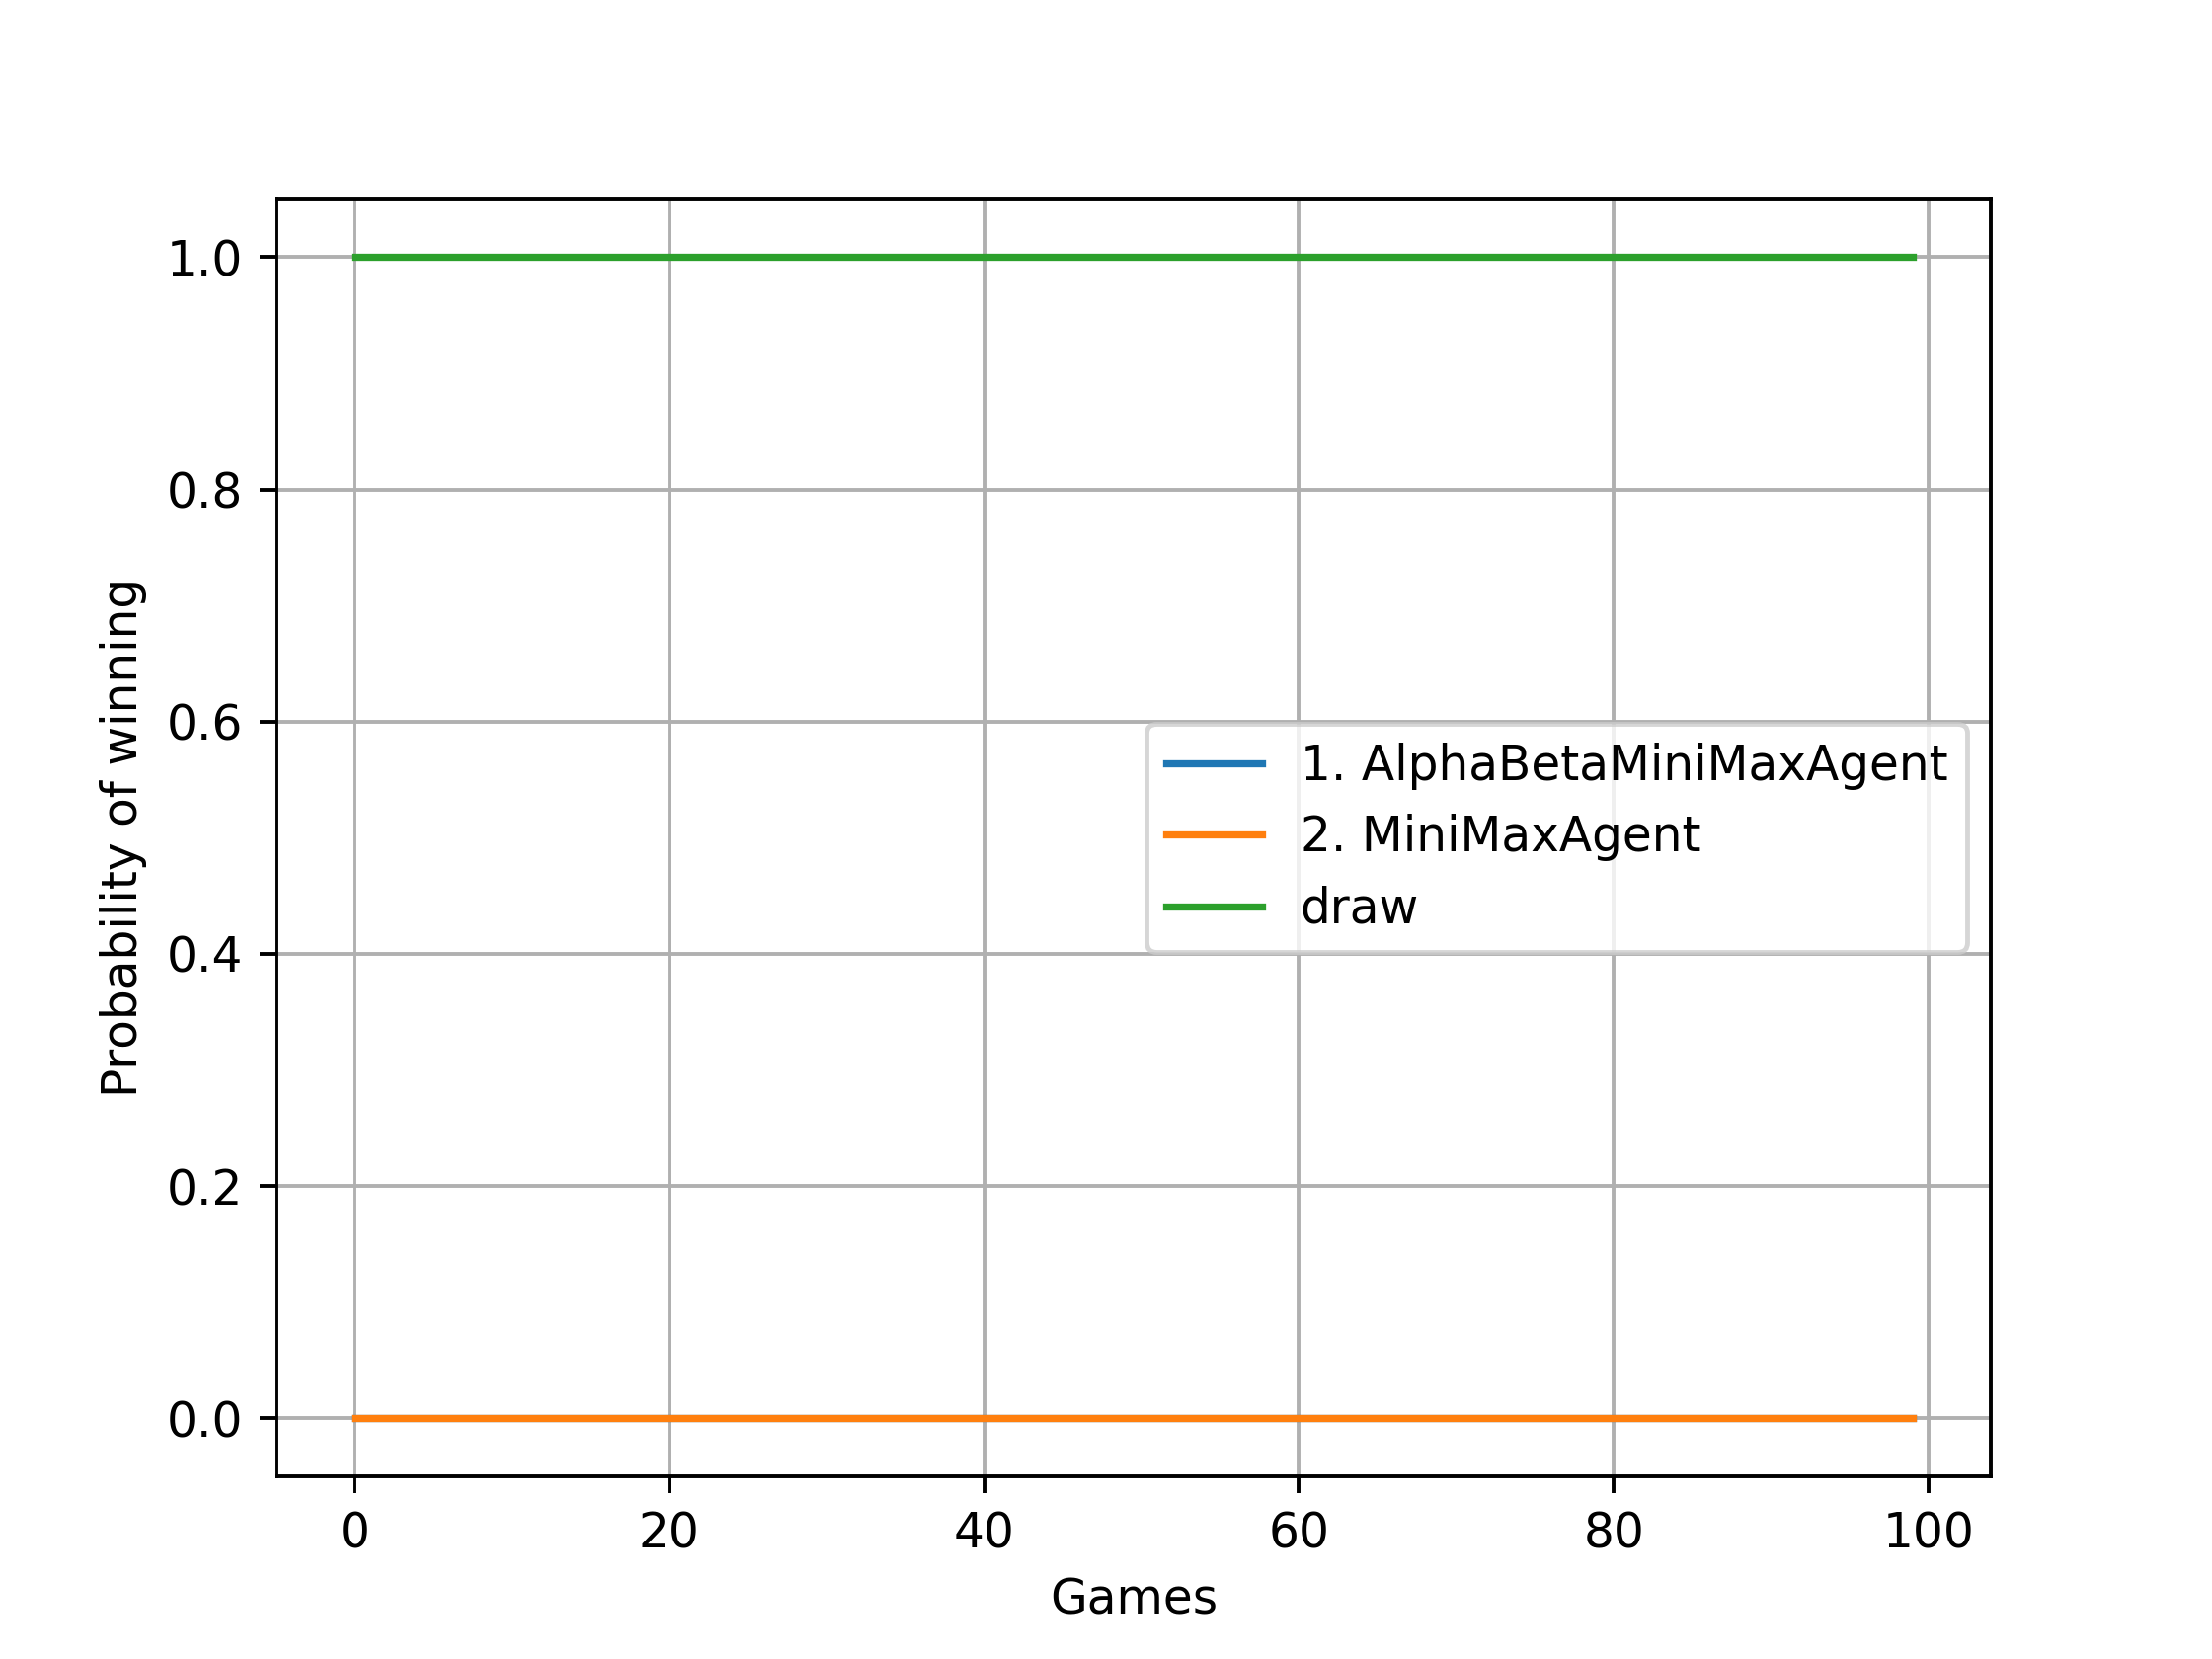 1.0
0.8
0.6
0.4
0.2
0.0
Probability of winning
1. AlphaBetaMiniMaxAgent
2. MiniMaxAgent
draw
0 20 40 60 80 100
Games